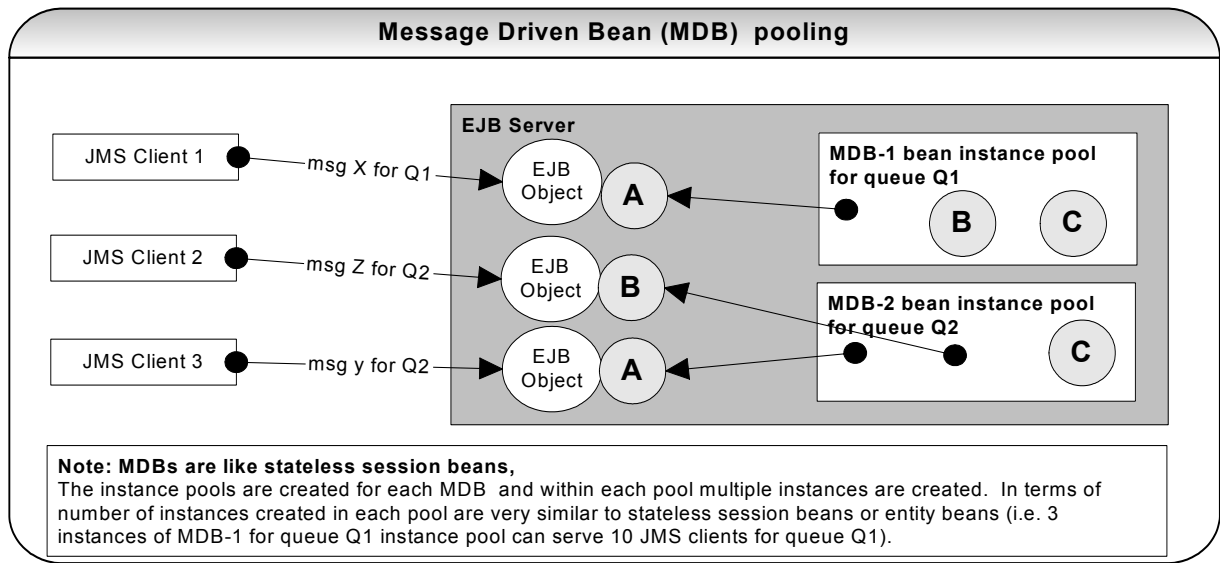 Message Driven Bean (MDB) pooling
EJB Server
JMS Client 1
msg X for Q1
EJB
Object
A
MDB-1 bean instance pool
for queue Q1
B
C
JMS Client 2
msg Z for Q2
EJB
Object
B
MDB-2 bean instance pool
for queue Q2
C
JMS Client 3
msg y for Q2
EJB
Object
A
Note: MDBs are like stateless session beans,
The instance pools are created for each MDB and within each pool multiple instances are created. In terms of
number of instances created in each pool are very similar to stateless session beans or entity beans (i.e. 3
instances of MDB-1 for queue Q1 instance pool can serve 10 JMS clients for queue Q1).